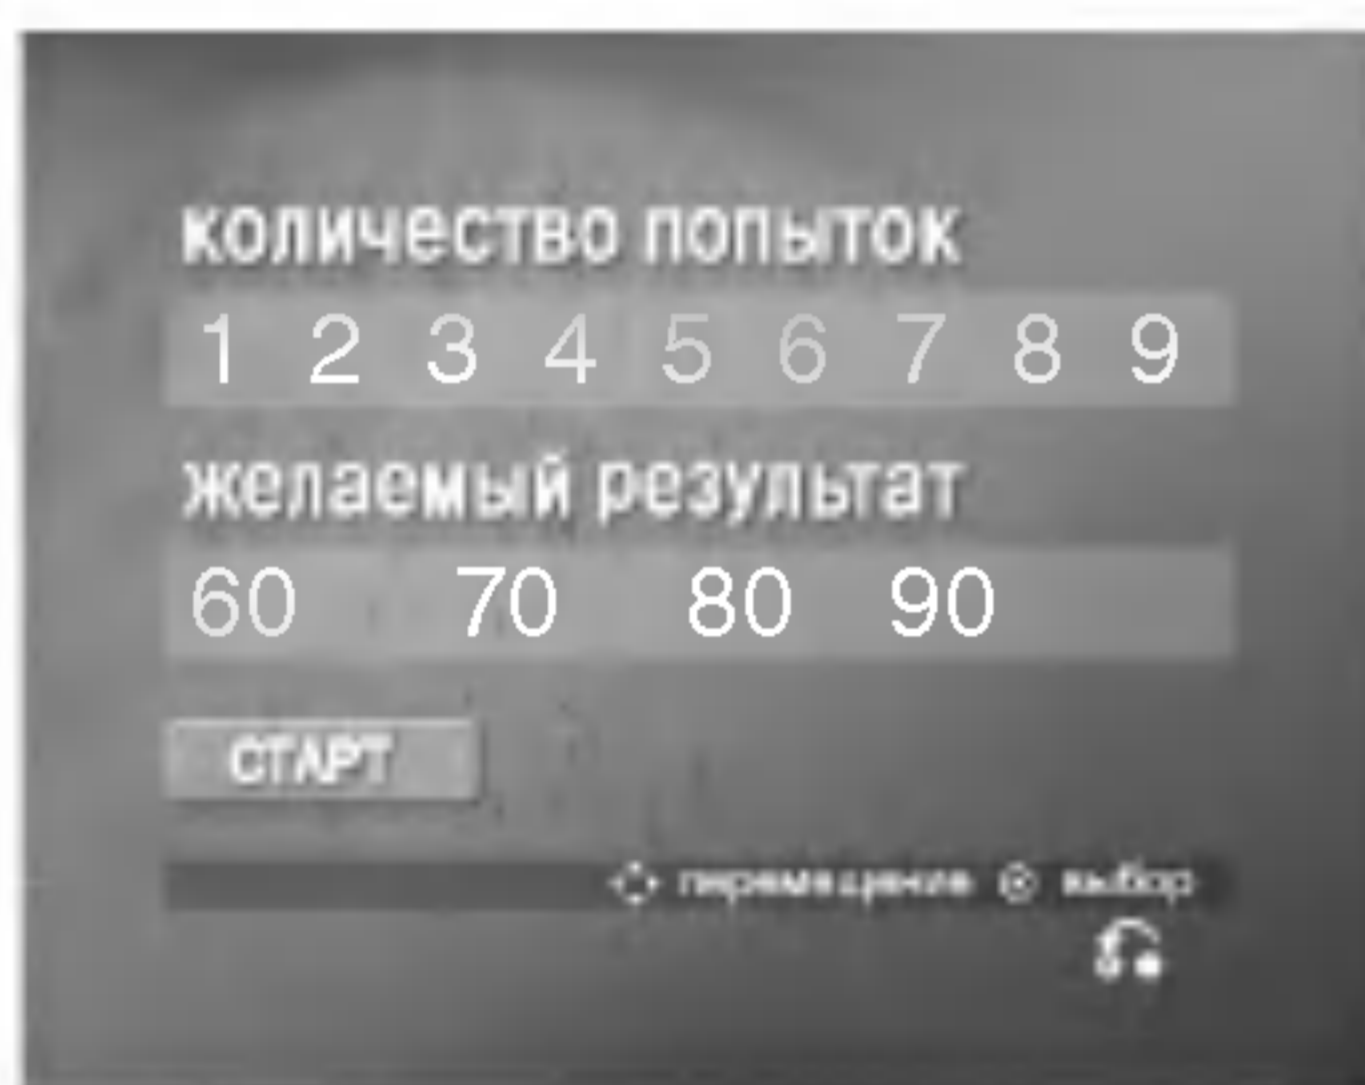 количество попыток
1 2 3 4 5 6 7 8 9
желаемый результат
60 70 80 90
СТАРТ
перемещение выбор